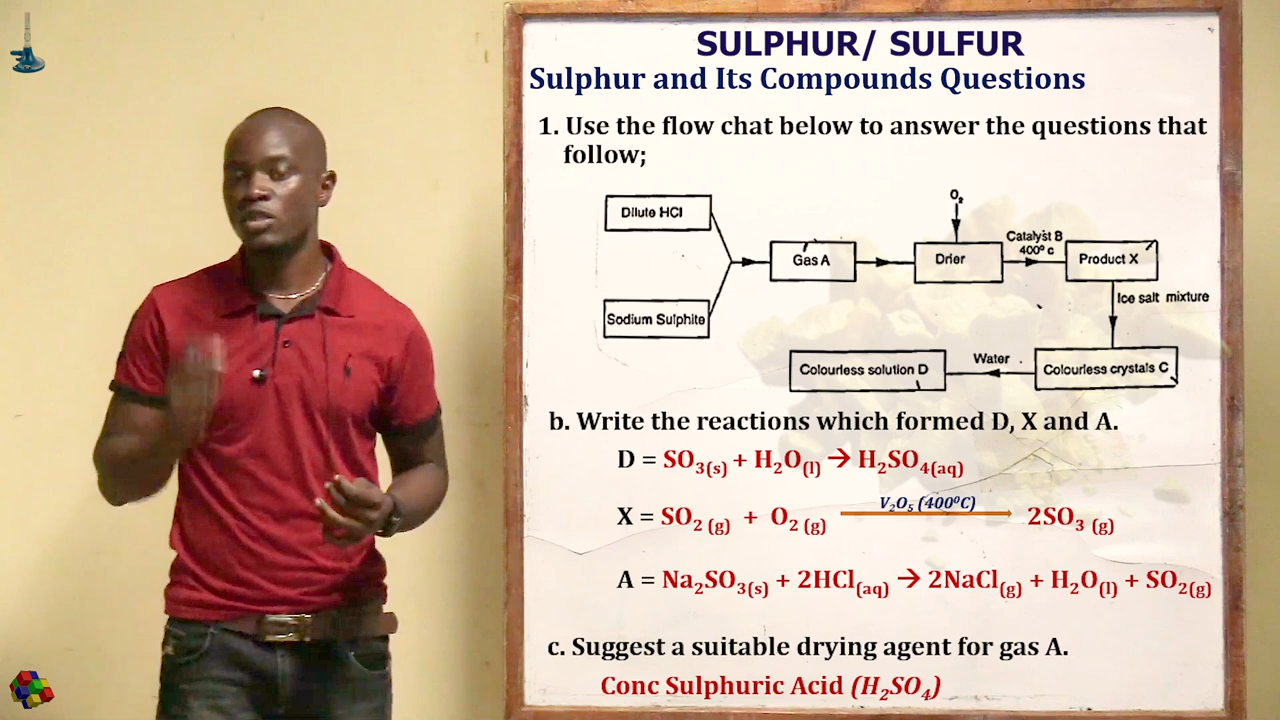 SULPHUR/ SULFUR
Sulphur and Its Compounds Questions
1. Use the flow chat below to answer the questions that
follow;
O₂
Dilute HCl
Catalyst B
400° c
Gas A
Drier
Product X
Ice salt mixture
Sodium Sulphite
Water
Colourless solution D
Colourless crystals C
b. Write the reactions which formed D, X and A.
D = SO₃₍ₛ₎ + H₂O₍ₗ₎ → H₂SO₄(aq)
V₂O₅ (400⁰C)
X = SO₂ (g) + O₂ (g) → 2SO₃ (g)
A = Na₂SO₃₍ₛ₎ + 2HCl(aq) → 2NaCl(g) + H₂O₍ₗ₎ + SO₂(g)
c. Suggest a suitable drying agent for gas A.
Conc Sulphuric Acid (H₂SO₄)